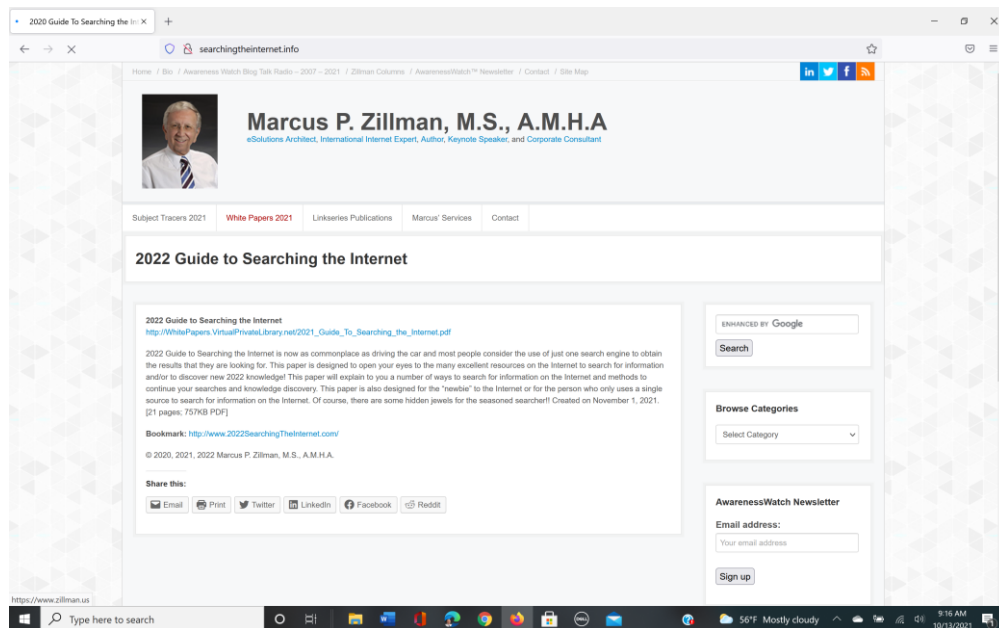 2020 Guide To Searching the In
searchingtheinternet.info
Home / Bio / Awareness Watch Blog Talk Radio – 2007 – 2021 / Zillman Columns / AwarenessWatch™ Newsletter / Contact / Site Map
Marcus P. Zillman, M.S., A.M.H.A
eSolutions Architect, International Internet Expert, Author, Keynote Speaker, and Corporate Consultant
Subject Tracers 2021 White Papers 2021 Linkseries Publications Marcus' Services Contact
2022 Guide to Searching the Internet
2022 Guide to Searching the Internet
http://WhitePapers.VirtualPrivateLibrary.net/2021_Guide_To_Searching_the_Internet.pdf
2022 Guide to Searching the Internet is now as commonplace as driving the car and most people consider the use of just one search engine to obtain
the results that they are looking for. This paper is designed to open your eyes to the many excellent resources on the Internet to search for information
and/or to discover new 2022 knowledge! This paper will explain to you a number of ways to search for information on the Internet and methods to
continue your searches and knowledge discovery. This paper is also designed for the "newbie" to the Internet or for the person who only uses a single
source to search for information on the Internet. Of course, there are some hidden jewels for the seasoned searcher!! Created on November 1, 2021.
[21 pages; 757KB PDF]
Bookmark: http://www.2022SearchingTheInternet.com/
© 2020, 2021, 2022 Marcus P. Zillman, M.S., A.M.H.A.
Share this:
Email Print Twitter LinkedIn Facebook Reddit
ENHANCED BY Google
Search
Browse Categories
Select Category
AwarenessWatch Newsletter
Email address:
Your email address
Sign up
https://www.zillman.us
Type here to search
DELL
56°F Mostly cloudy
9:16 AM
10/13/2021